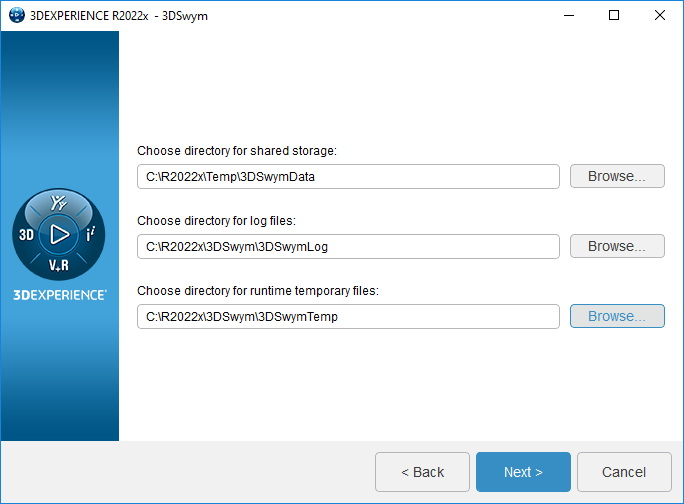 3DEXPERIENCE R2022x - 3DSwym
Choose directory for shared storage:
C:\R2022x\Temp\3DSwymData
Browse...
Choose directory for log files:
C:\R2022x\3DSwym\3DSwymLog
Browse...
Choose directory for runtime temporary files:
C:\R2022x\3DSwym\3DSwymTemp
Browse...
3D
i²
V+R
3DEXPERIENCE®
< Back
Next >
Cancel